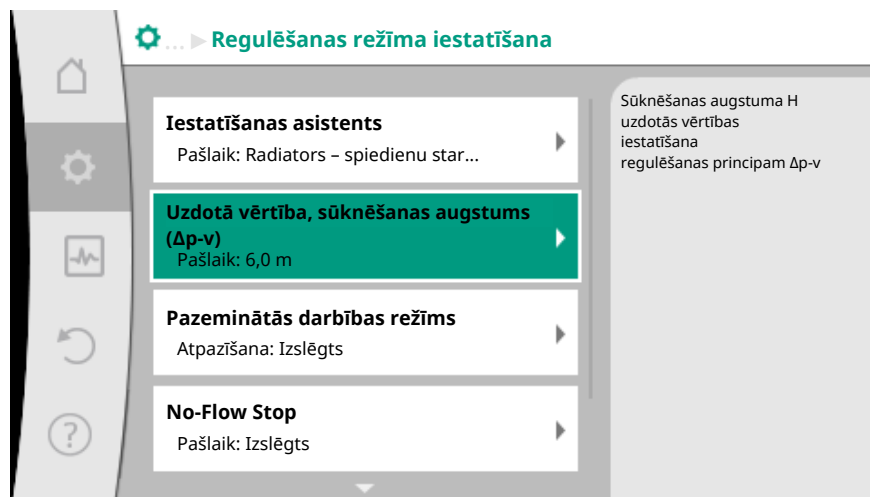 ... Regulēšanas režīma iestatīšana
Iestatīšanas asistents
Pašlaik: Radiators – spiedienu star...
Uzdotā vērtība, sūknēšanas augstums
(Δp-v)
Pašlaik: 6,0 m
Pazeminātās darbības režīms
Atpazīšana: Izslēgts
No-Flow Stop
Pašlaik: Izslēgts
Sūknēšanas augstuma H
uzdotās vērtības
iestatīšana
regulēšanas principam Δp-v
?